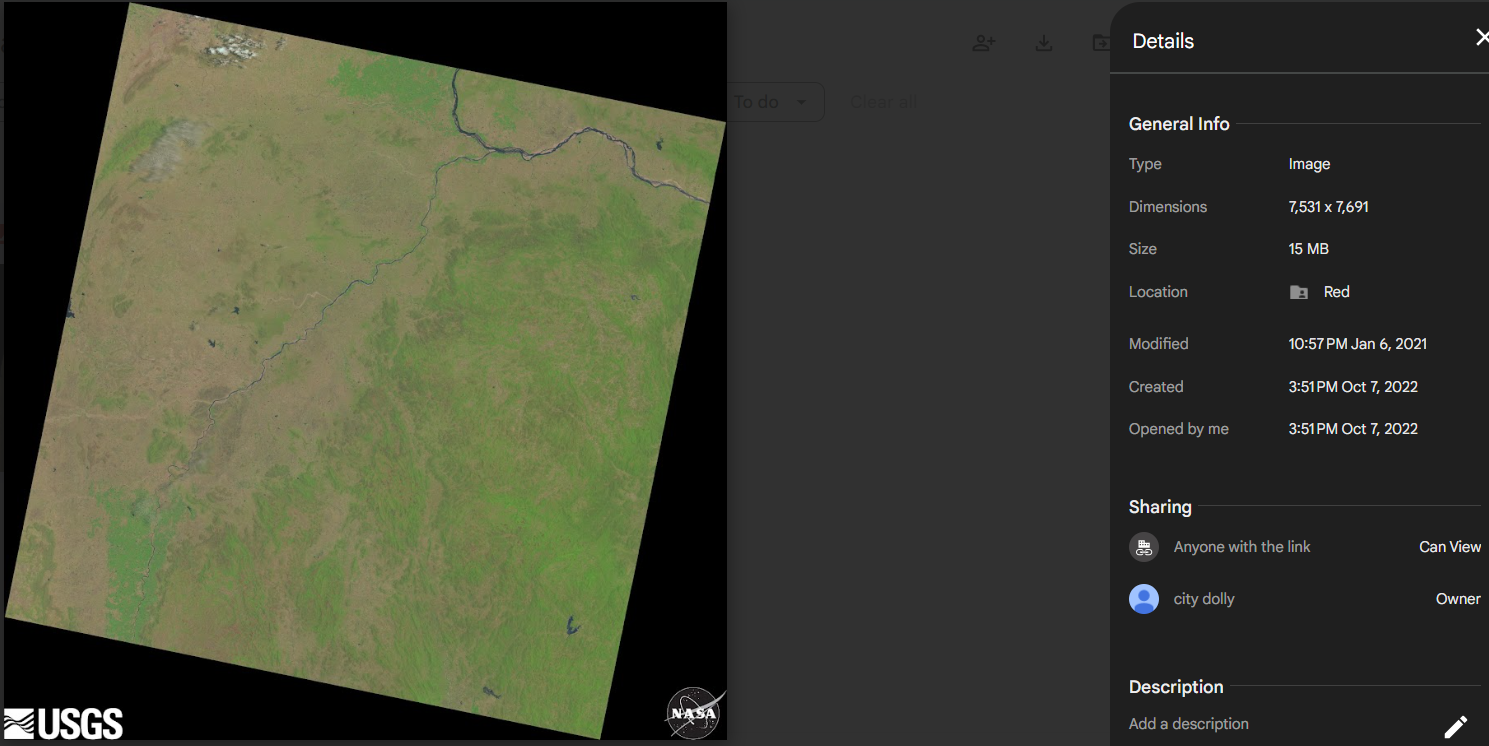 To do
Clear all
Details
General Info
Type Image
Dimensions 7,531 x 7,691
Size 15 MB
Location Red
Modified 10:57 PM Jan 6, 2021
Created 3:51 PM Oct 7, 2022
Opened by me 3:51 PM Oct 7, 2022
Sharing
Anyone with the link Can View
city dolly Owner
Description
Add a description
USGS
NASA